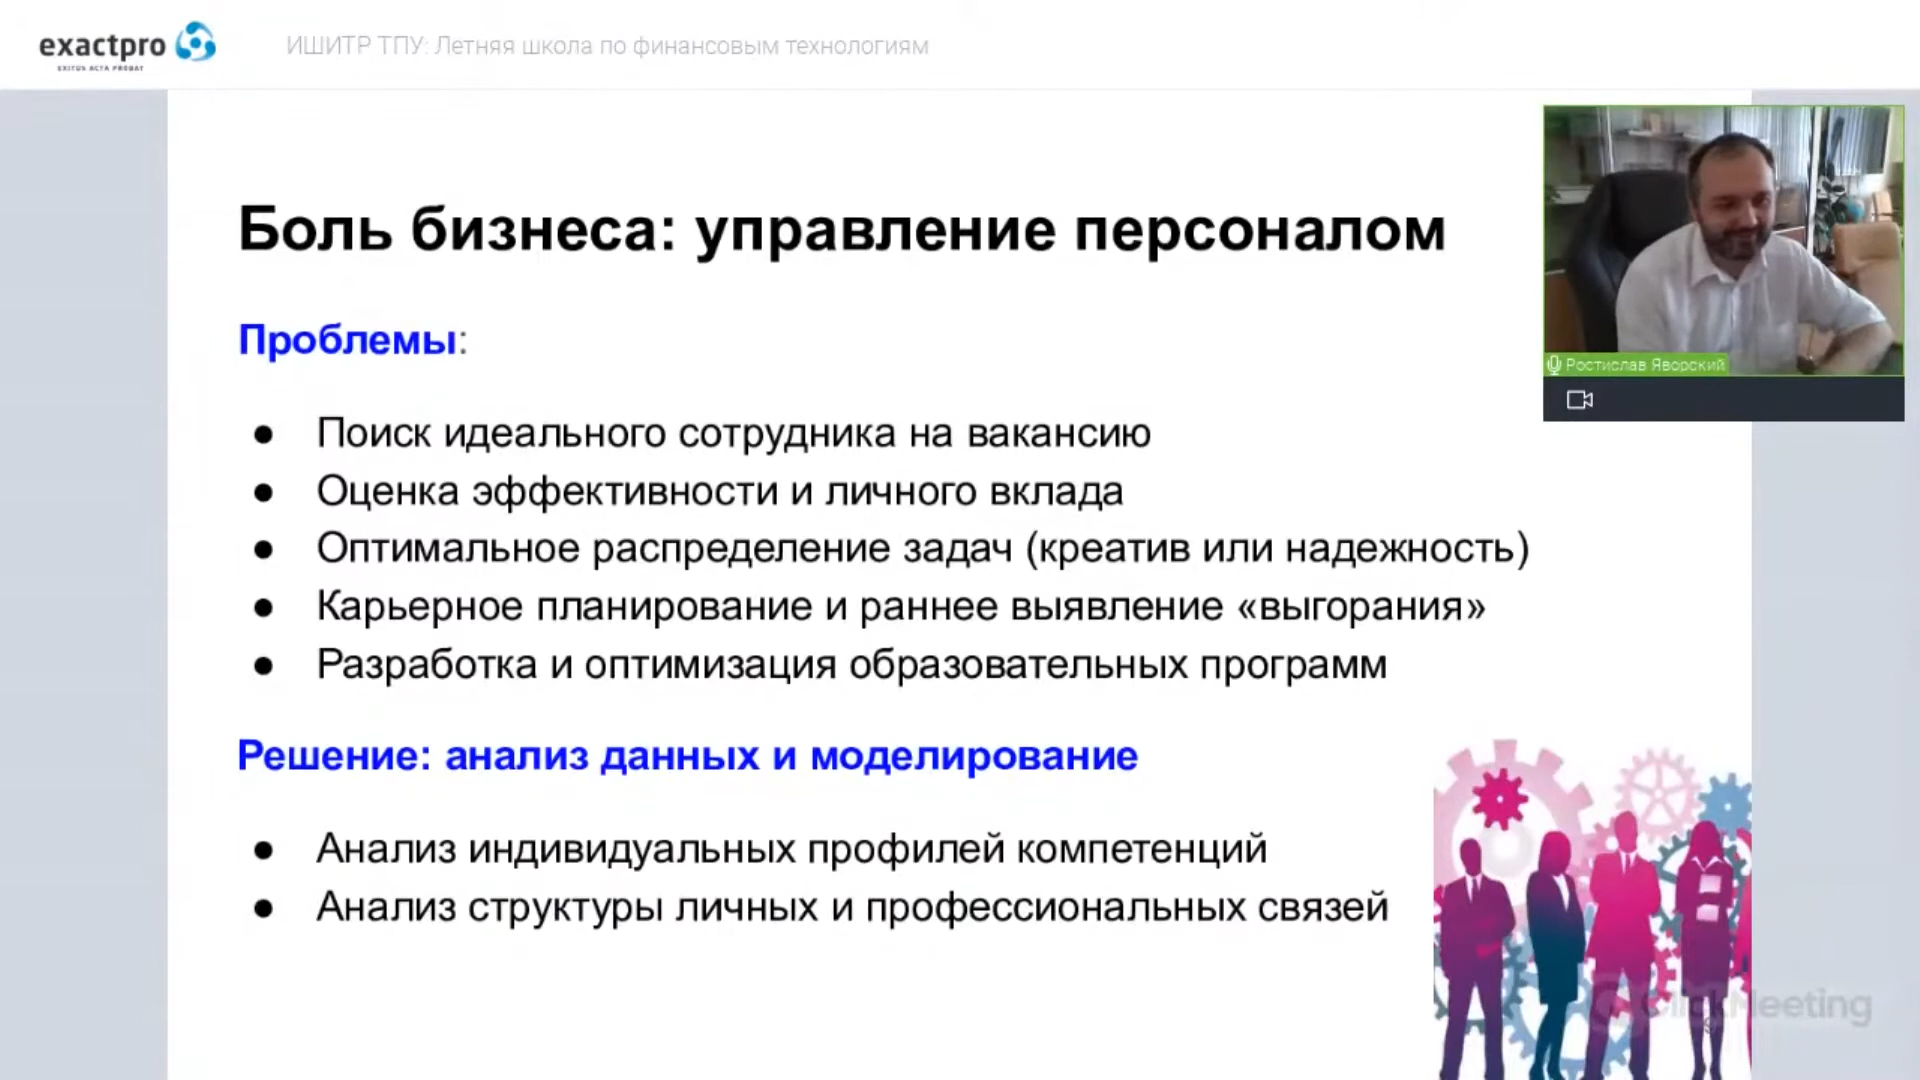 exactpro
EXITUS ACTA PROBAT
ИШИТР ТПУ: Летняя школа по финансовым технологиям
Боль бизнеса: управление персоналом
Ростислав Яворский
Проблемы:
● Поиск идеального сотрудника на вакансию
● Оценка эффективности и личного вклада
● Оптимальное распределение задач (креатив или надежность)
● Карьерное планирование и раннее выявление «выгорания»
● Разработка и оптимизация образовательных программ
Решение: анализ данных и моделирование
● Анализ индивидуальных профилей компетенций
● Анализ структуры личных и профессиональных связей
ClickMeeting